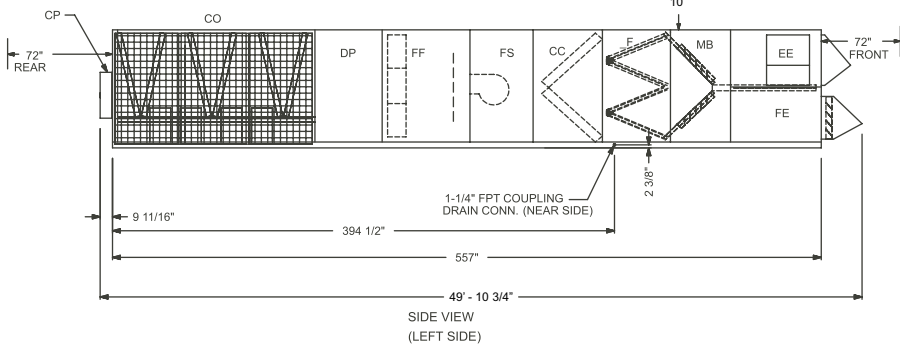 10
CP
CO
72"
REAR
DP
FF
FS
CC
F
MB
EE
72"
FRONT
FE
2 3/8"
1-1/4" FPT COUPLING
DRAIN CONN. (NEAR SIDE)
9 11/16"
394 1/2"
557"
49' - 10 3/4"
SIDE VIEW
(LEFT SIDE)